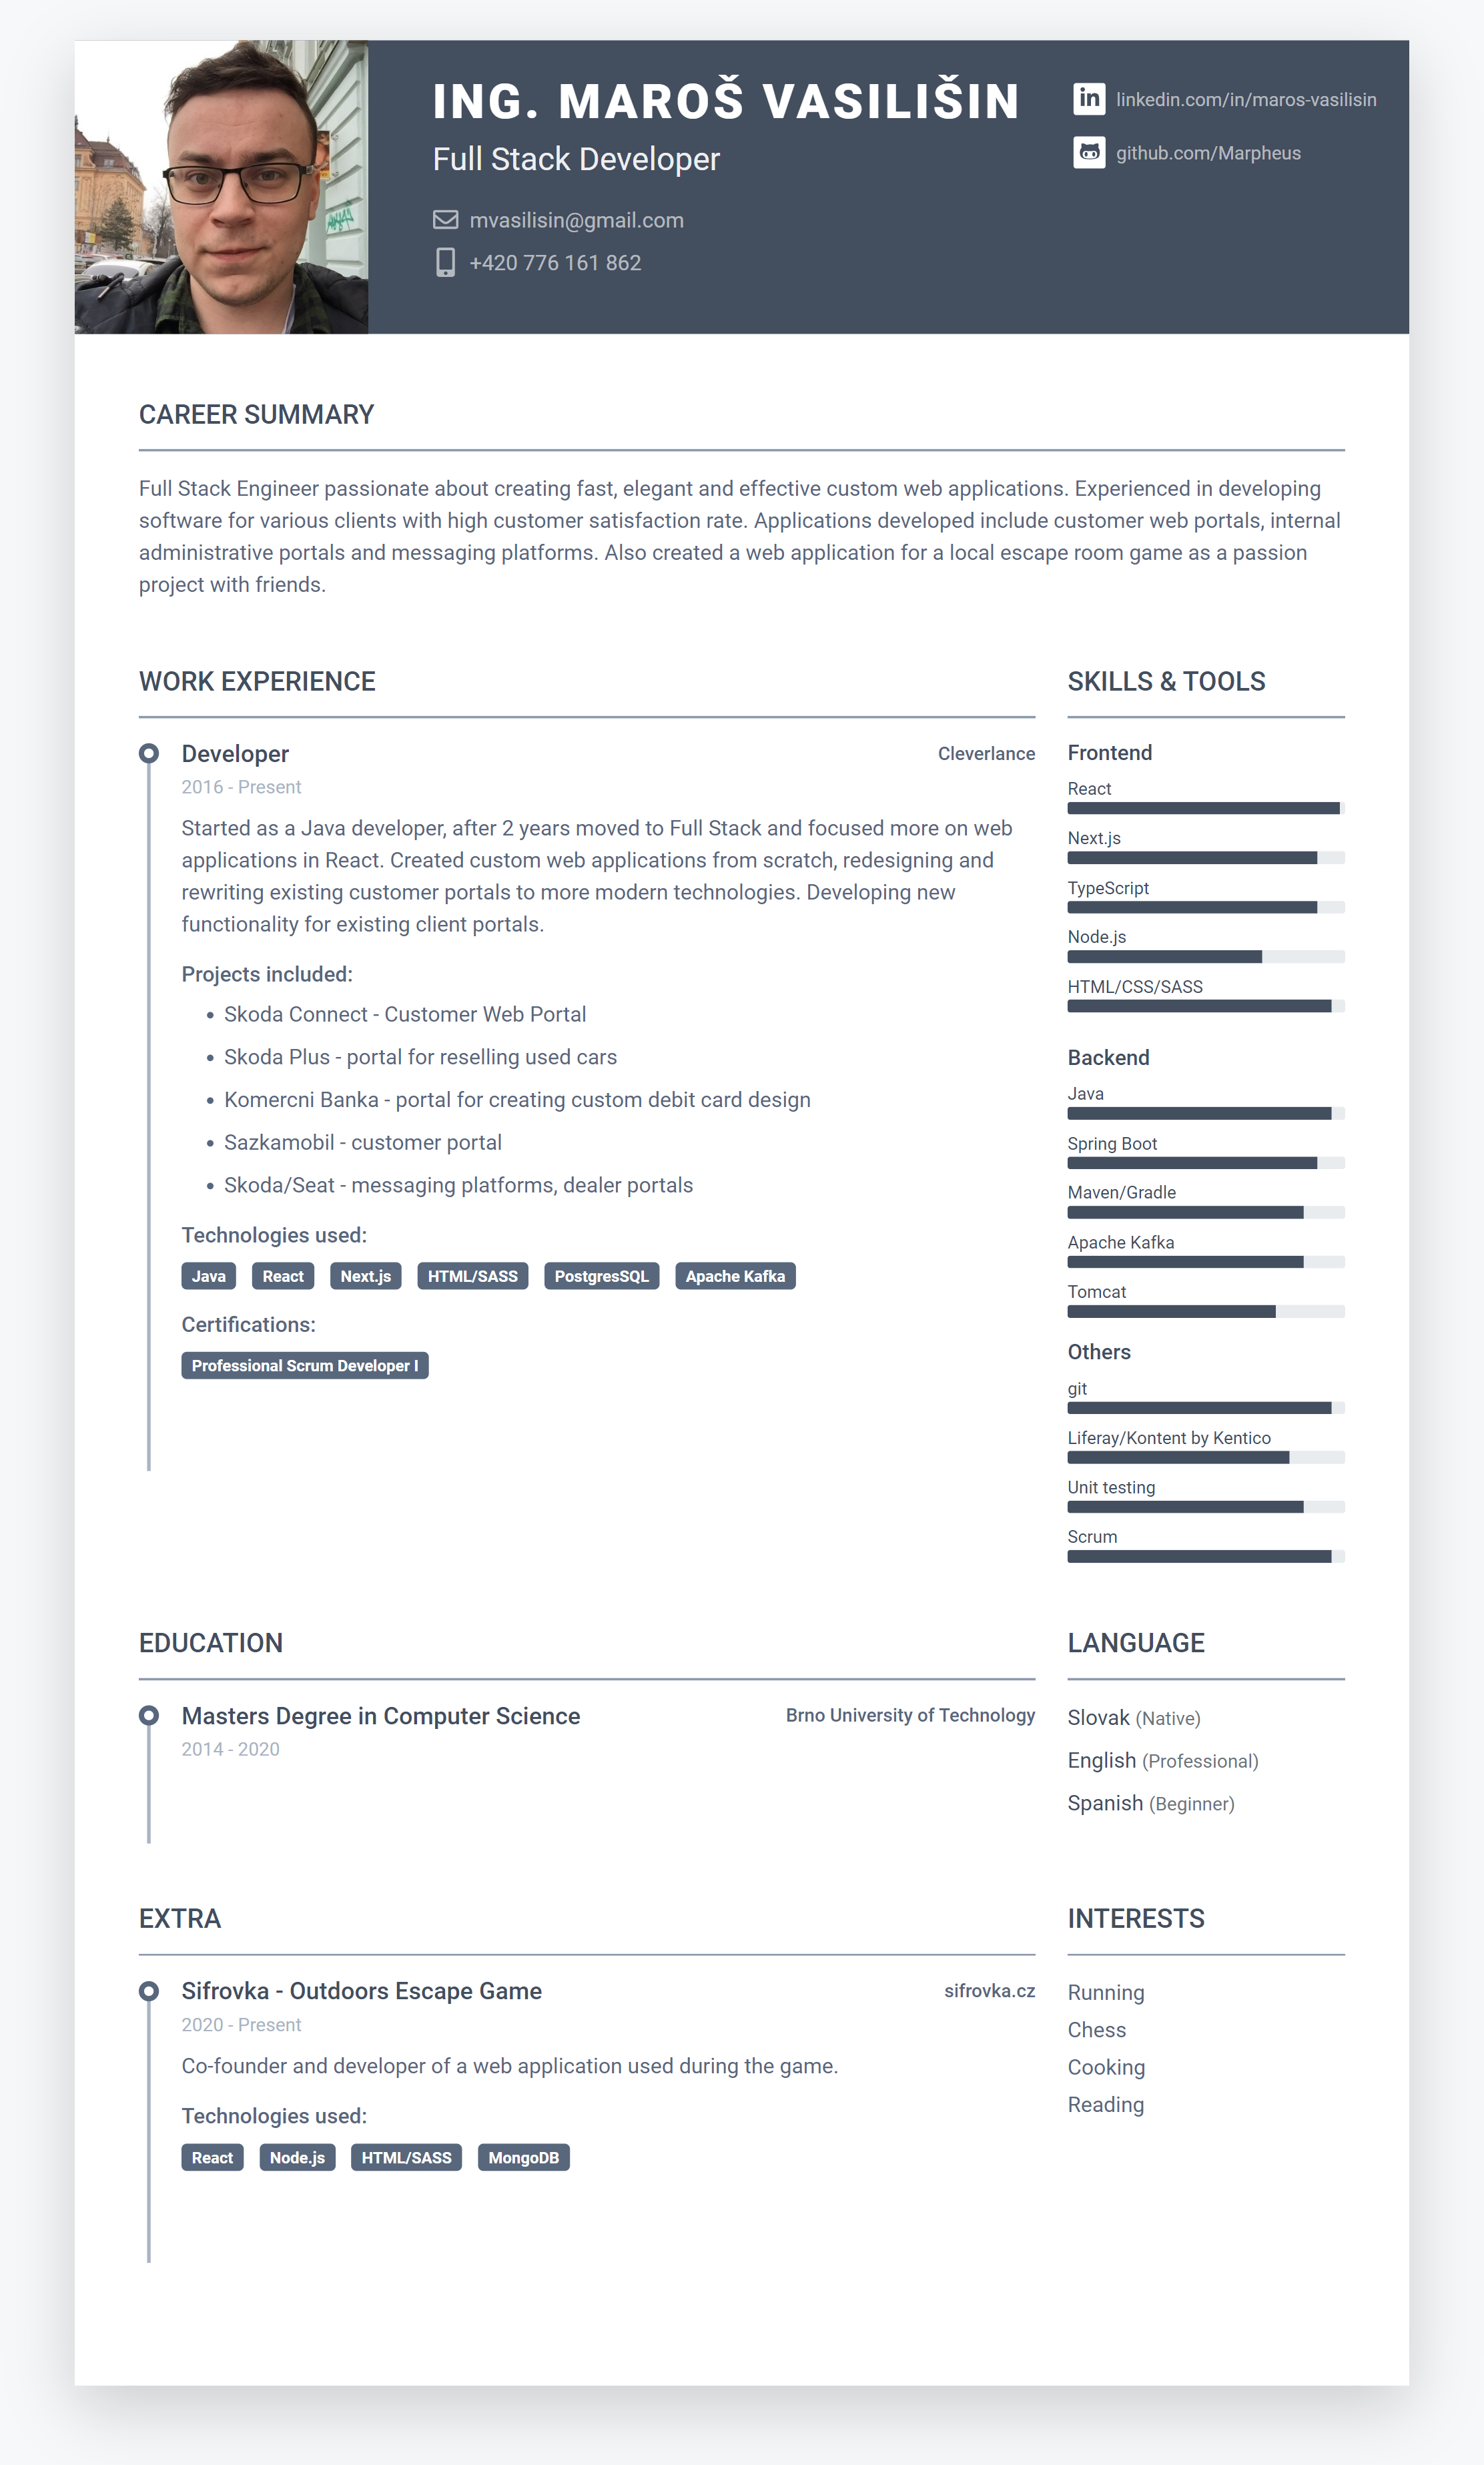 ING. MAROŠ VASILIŠIN
Full Stack Developer
mvasilisin@gmail.com
+420 776 161 862
linkedin.com/in/maros-vasilisin
github.com/Marpheus
CAREER SUMMARY
Full Stack Engineer passionate about creating fast, elegant and effective custom web applications. Experienced in developing
software for various clients with high customer satisfaction rate. Applications developed include customer web portals, internal
administrative portals and messaging platforms. Also created a web application for a local escape room game as a passion
project with friends.
WORK EXPERIENCE
Developer
Cleverlance
2016 - Present
Started as a Java developer, after 2 years moved to Full Stack and focused more on web
applications in React. Created custom web applications from scratch, redesigning and
rewriting existing customer portals to more modern technologies. Developing new
functionality for existing client portals.
Projects included:
• Skoda Connect - Customer Web Portal
• Skoda Plus - portal for reselling used cars
• Komercni Banka - portal for creating custom debit card design
• Sazkamobil - customer portal
• Skoda/Seat - messaging platforms, dealer portals
Technologies used:
Java React Next.js HTML/SASS PostgresSQL Apache Kafka
Certifications:
Professional Scrum Developer I
SKILLS & TOOLS
Frontend
React
Next.js
TypeScript
Node.js
HTML/CSS/SASS
Backend
Java
Spring Boot
Maven/Gradle
Apache Kafka
Tomcat
Others
git
Liferay/Kontent by Kentico
Unit testing
Scrum
EDUCATION
Masters Degree in Computer Science
Brno University of Technology
2014 - 2020
LANGUAGE
Slovak (Native)
English (Professional)
Spanish (Beginner)
EXTRA
Sifrovka - Outdoors Escape Game
sifrovka.cz
2020 - Present
Co-founder and developer of a web application used during the game.
Technologies used:
React Node.js HTML/SASS MongoDB
INTERESTS
Running
Chess
Cooking
Reading